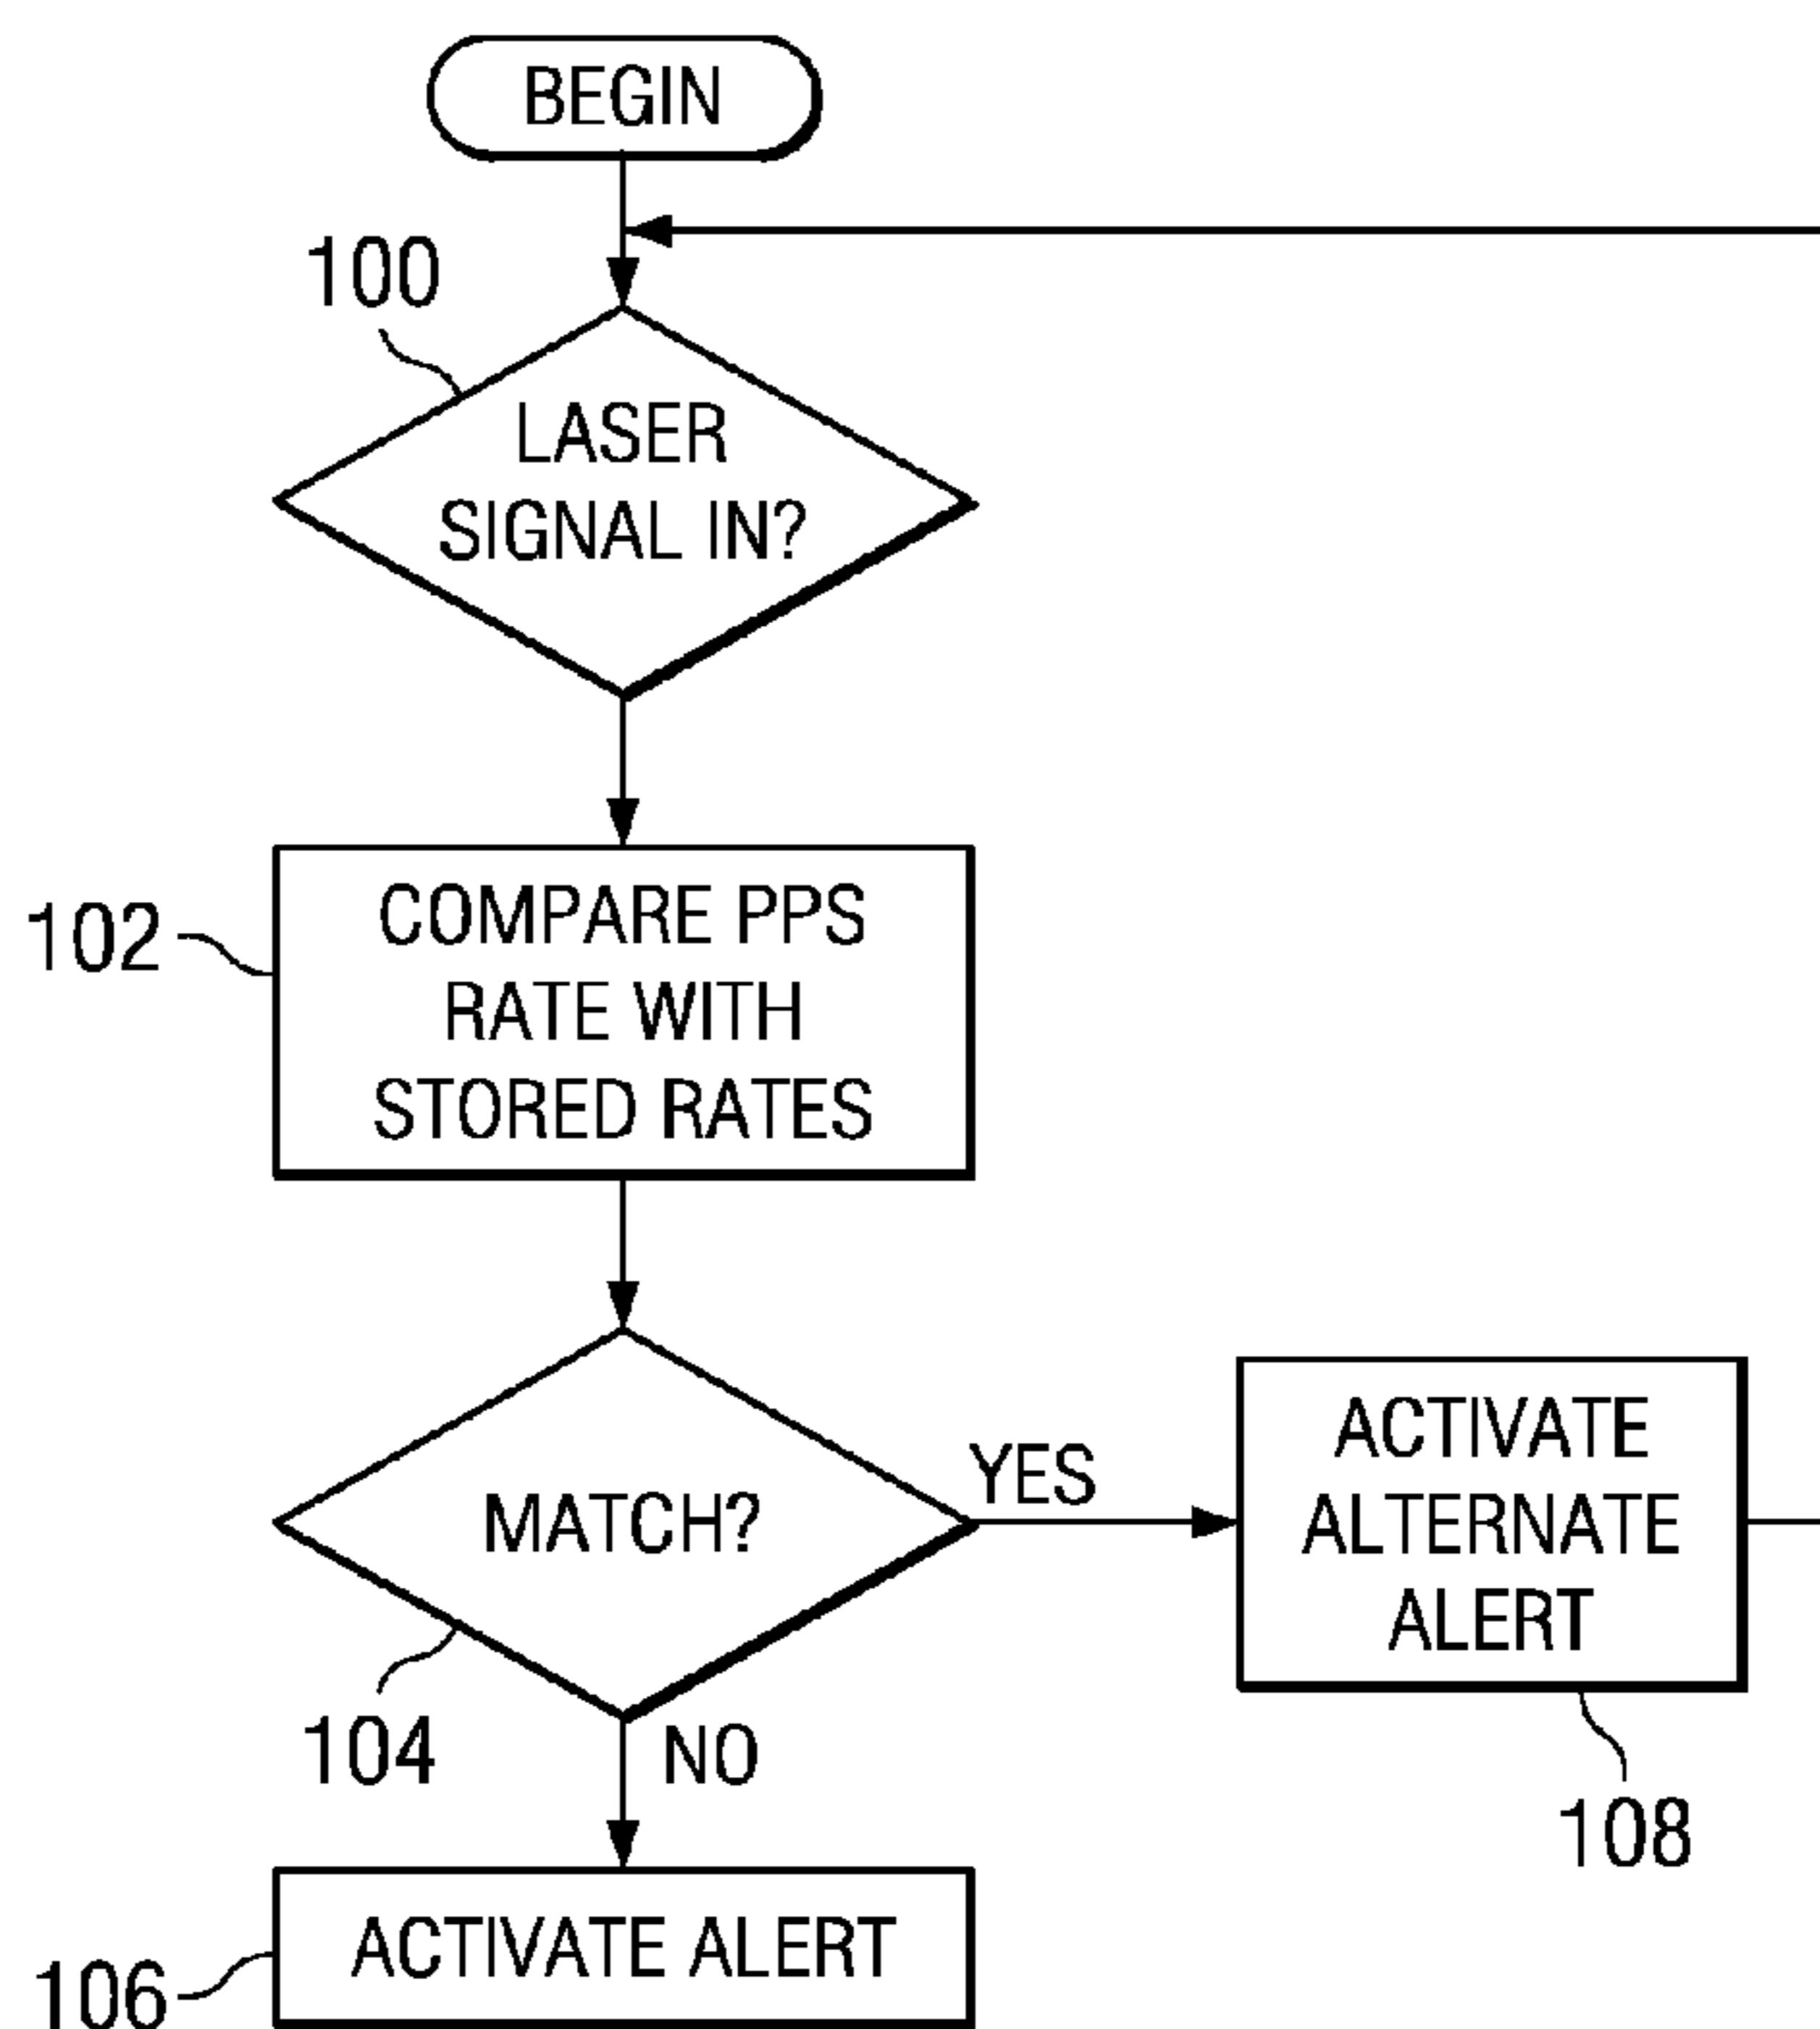 BEGIN
100
LASER
SIGNAL IN?
102
COMPARE PPS
RATE WITH
STORED RATES
MATCH?
YES
ACTIVATE
ALTERNATE
ALERT
104
NO
108
106
ACTIVATE ALERT